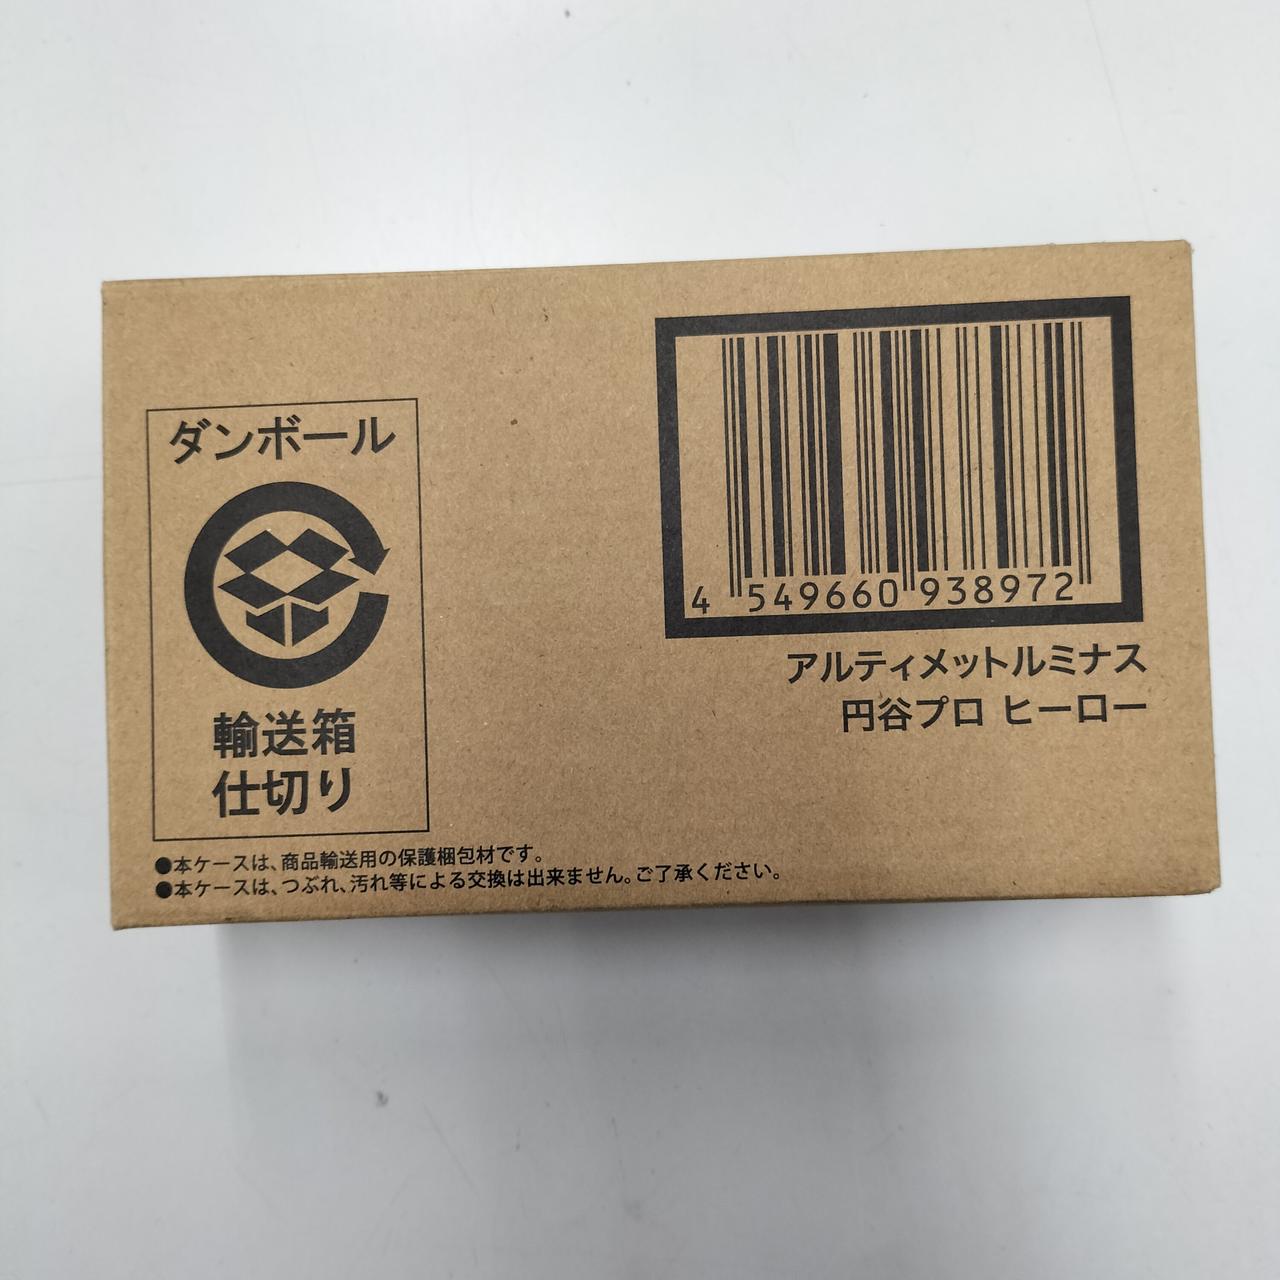 ダンボール
輸送箱
仕切り
4 549660 938972
アルティメットルミナス
円谷プロ ヒーロー
●本ケースは、商品輸送用の保護梱包材です。
●本ケースは、つぶれ、汚れ等による交換は出来ません。ご了承ください。